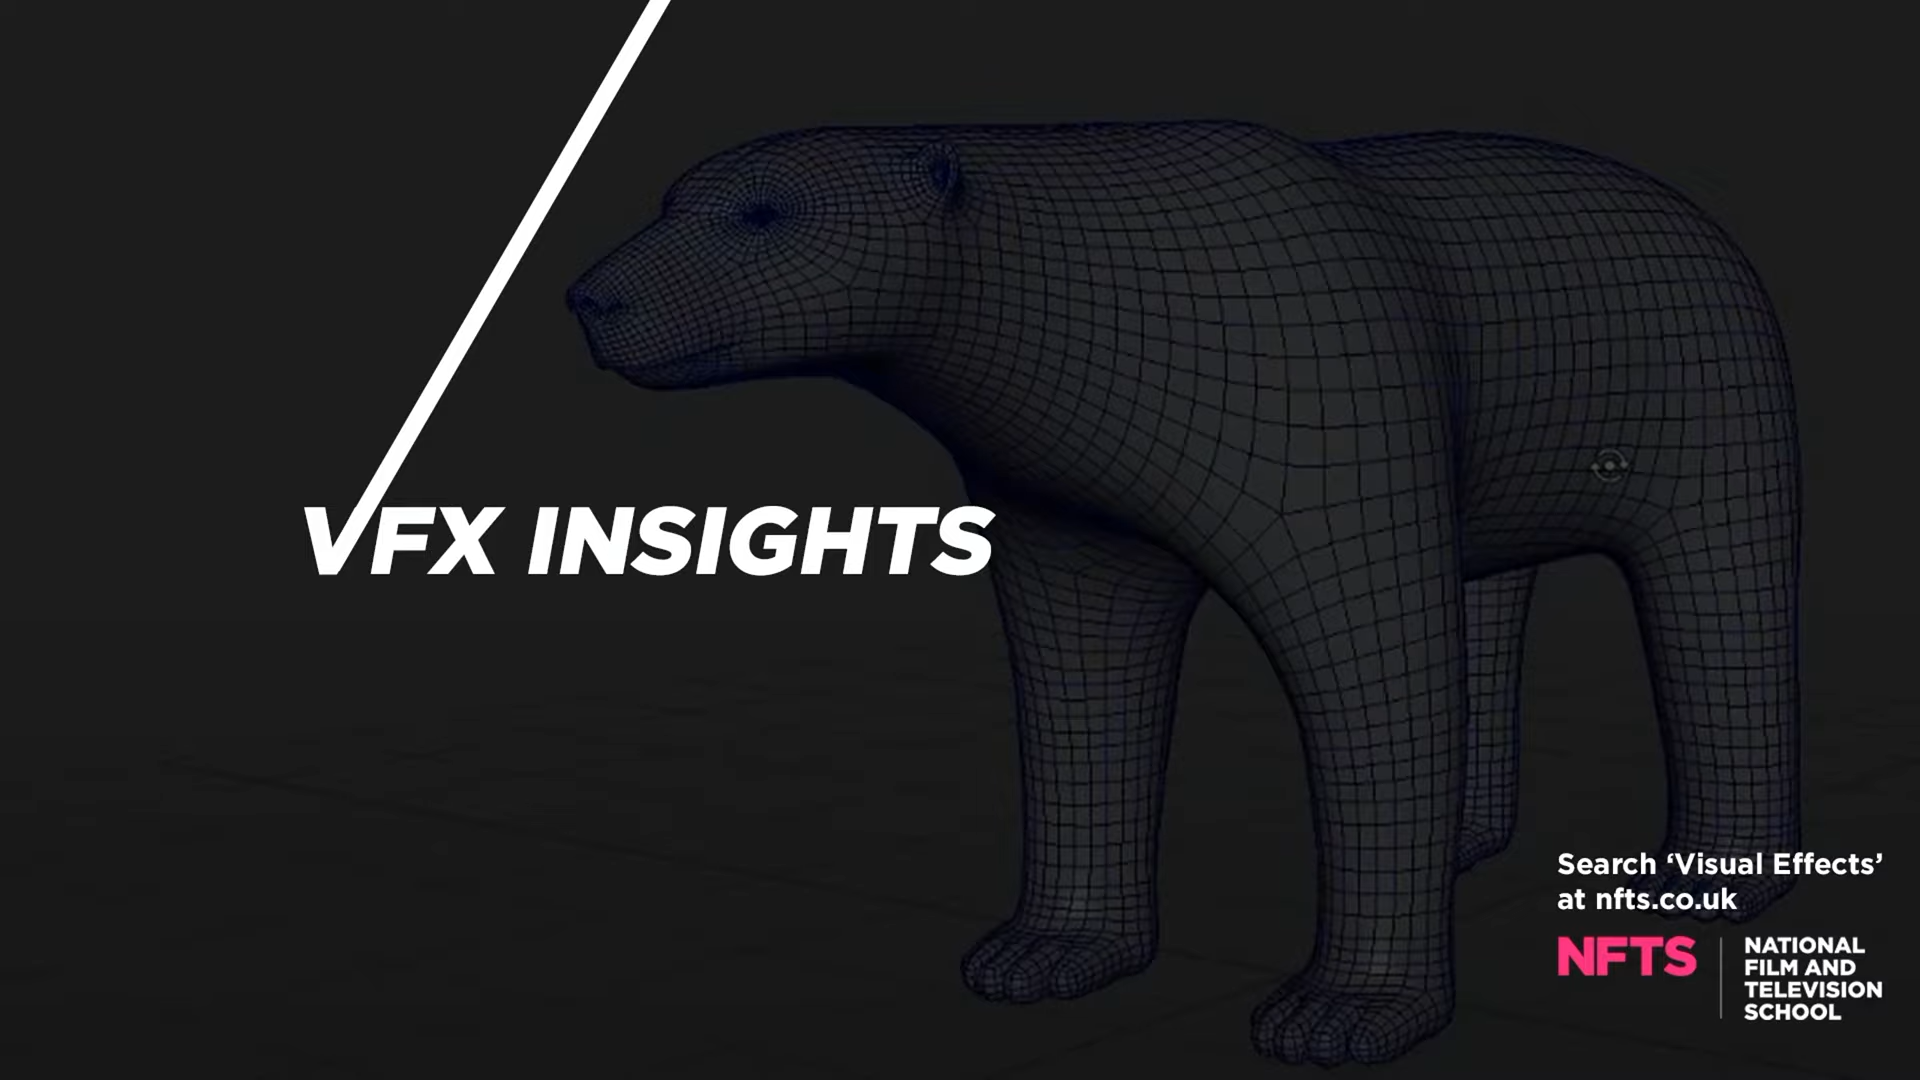 VFX INSIGHTS
Search ‘Visual Effects’
at nfts.co.uk
NFTS
NATIONAL
FILM AND
TELEVISION
SCHOOL